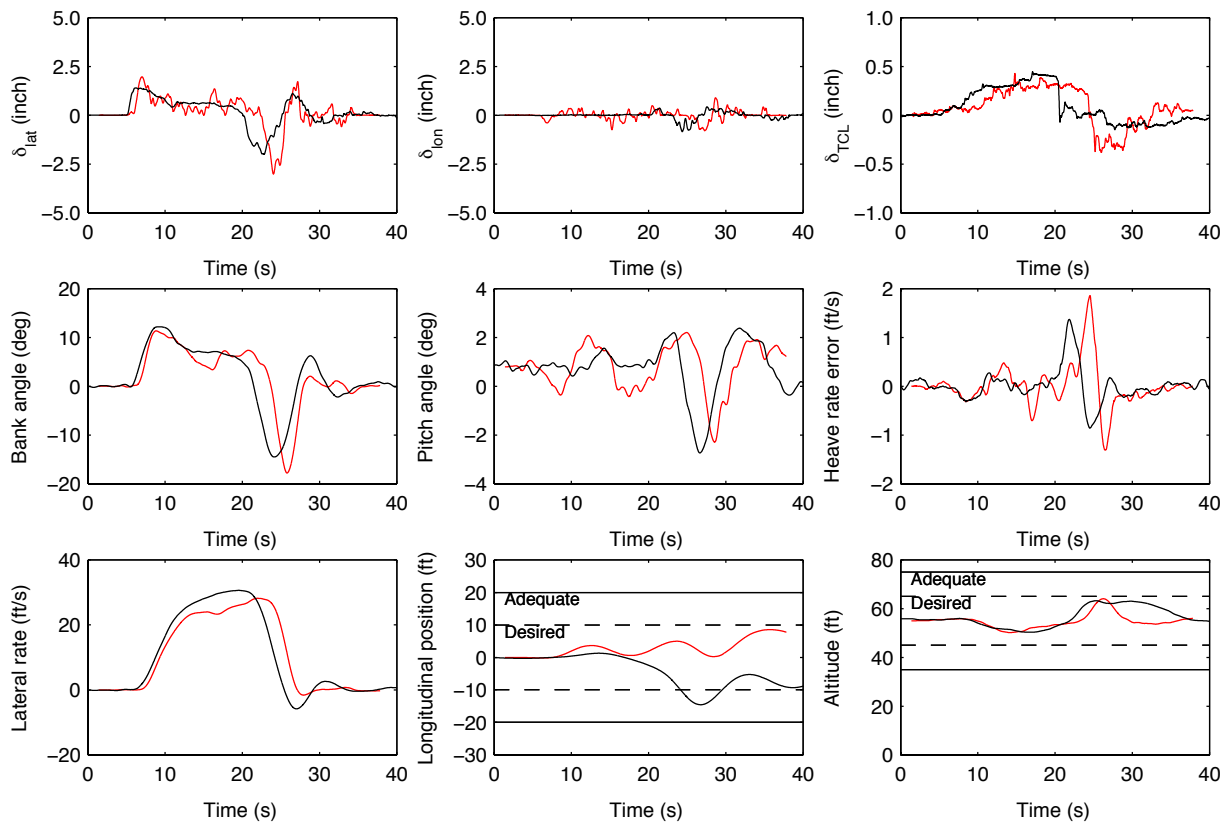 δlat (inch)
5.0
2.5
0
−2.5
−5.0
0 10 20 30 40
Time (s)
δlon (inch)
5.0
2.5
0
−2.5
−5.0
0 10 20 30 40
Time (s)
δTCL (inch)
1.0
0.5
0
−0.5
−1.0
0 10 20 30 40
Time (s)
Bank angle (deg)
20
10
0
−10
−20
0 10 20 30 40
Time (s)
Pitch angle (deg)
4
2
0
−2
−4
0 10 20 30 40
Time (s)
Heave rate error (ft/s)
2
1
0
−1
−2
0 10 20 30 40
Time (s)
Lateral rate (ft/s)
40
20
0
−20
0 10 20 30 40
Time (s)
Longitudinal position (ft)
30
20
10
0
−10
−20
−30
Adequate
Desired
0 10 20 30 40
Time (s)
Altitude (ft)
80
60
40
20
0
Adequate
Desired
0 10 20 30 40
Time (s)